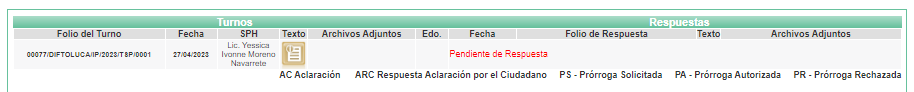 Turnos Respuestas
Folio del Turno Fecha SPH Texto Archivos Adjuntos Edo. Fecha Folio de Respuesta Texto Archivos Adjuntos
00077/DIFTOLUCA/IP/2023/TSP/0001 27/04/2023 Lic. Yessica Ivonne Moreno Navarrete Pendiente de Respuesta
AC Aclaración ARC Respuesta Aclaración por el Ciudadano PS - Prórroga Solicitada PA - Prórroga Autorizada PR - Prórroga Rechazada